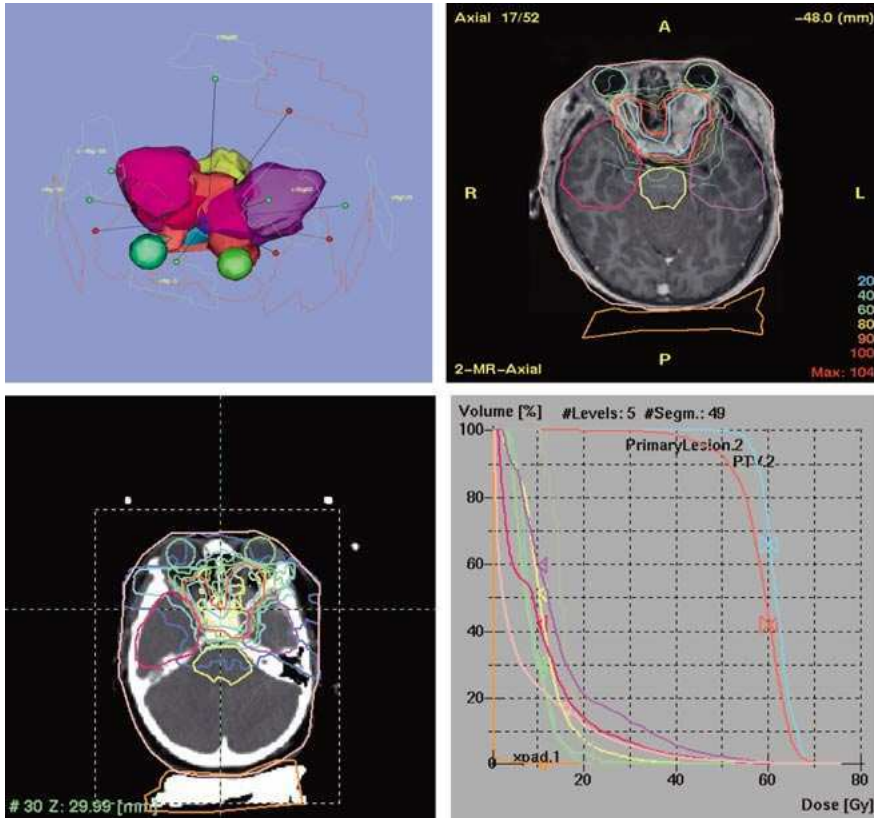 Axial 17/52
-48.0 (mm)
A
R
L
20
40
60
80
90
100
Max: 104
P
2-MR-Axial
# 30 Z: 29.99 [mm]
Volume [%]
#Levels: 5 #Segm.: 49
100
PrimaryLesion.2
PTV.2
80
60
40
20
xpad.1
0
0
20
40
60
80
Dose [Gy]